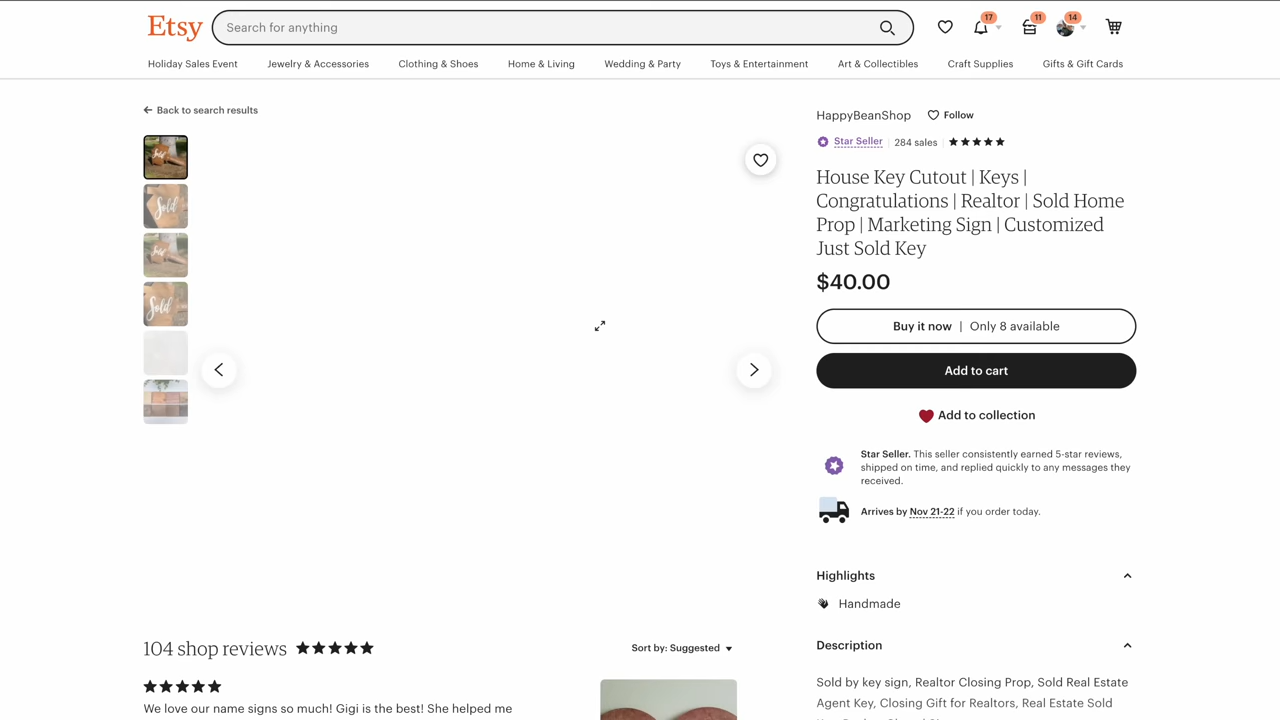 Etsy
Search for anything
17
11
14
Holiday Sales Event
Jewelry & Accessories
Clothing & Shoes
Home & Living
Wedding & Party
Toys & Entertainment
Art & Collectibles
Craft Supplies
Gifts & Gift Cards
Back to search results
Sold
Sold
Sold
Sold
HappyBeanShop
Follow
Star Seller
284 sales
House Key Cutout | Keys |
Congratulations | Realtor | Sold Home
Prop | Marketing Sign | Customized
Just Sold Key
$40.00
Buy it now | Only 8 available
Add to cart
Add to collection
Star Seller. This seller consistently earned 5-star reviews,
shipped on time, and replied quickly to any messages they
received.
Arrives by Nov 21-22 if you order today.
Highlights
Handmade
Description
Sold by key sign, Realtor Closing Prop, Sold Real Estate
Agent Key, Closing Gift for Realtors, Real Estate Sold
104 shop reviews
Sort by: Suggested
We love our name signs so much! Gigi is the best! She helped me